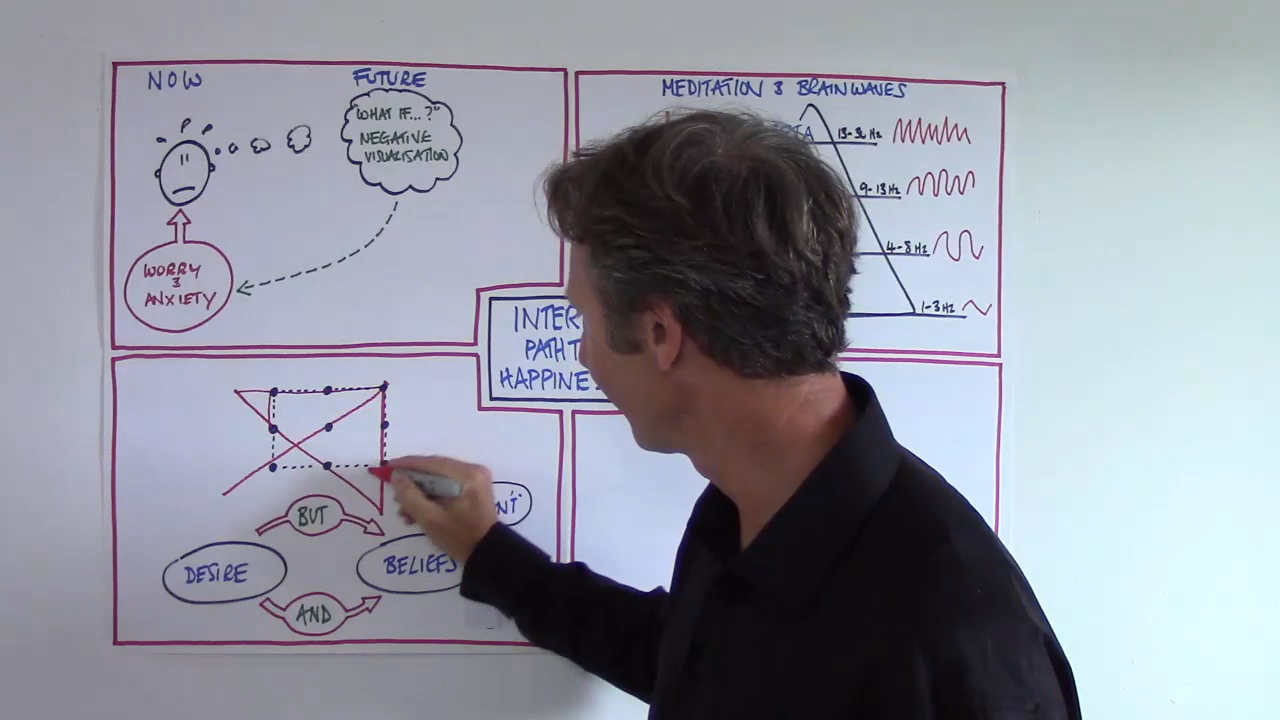 NOW
FUTURE
"WHAT IF...?"
NEGATIVE
VISUALISATION
WORRY
&
ANXIETY
MEDITATION & BRAINWAVES
13-36 Hz
9-13 Hz
4-8 Hz
1-3 Hz
INTER
PATH T
HAPPINE
BUT
DESIRE
BELIEFS
AND
N'T"